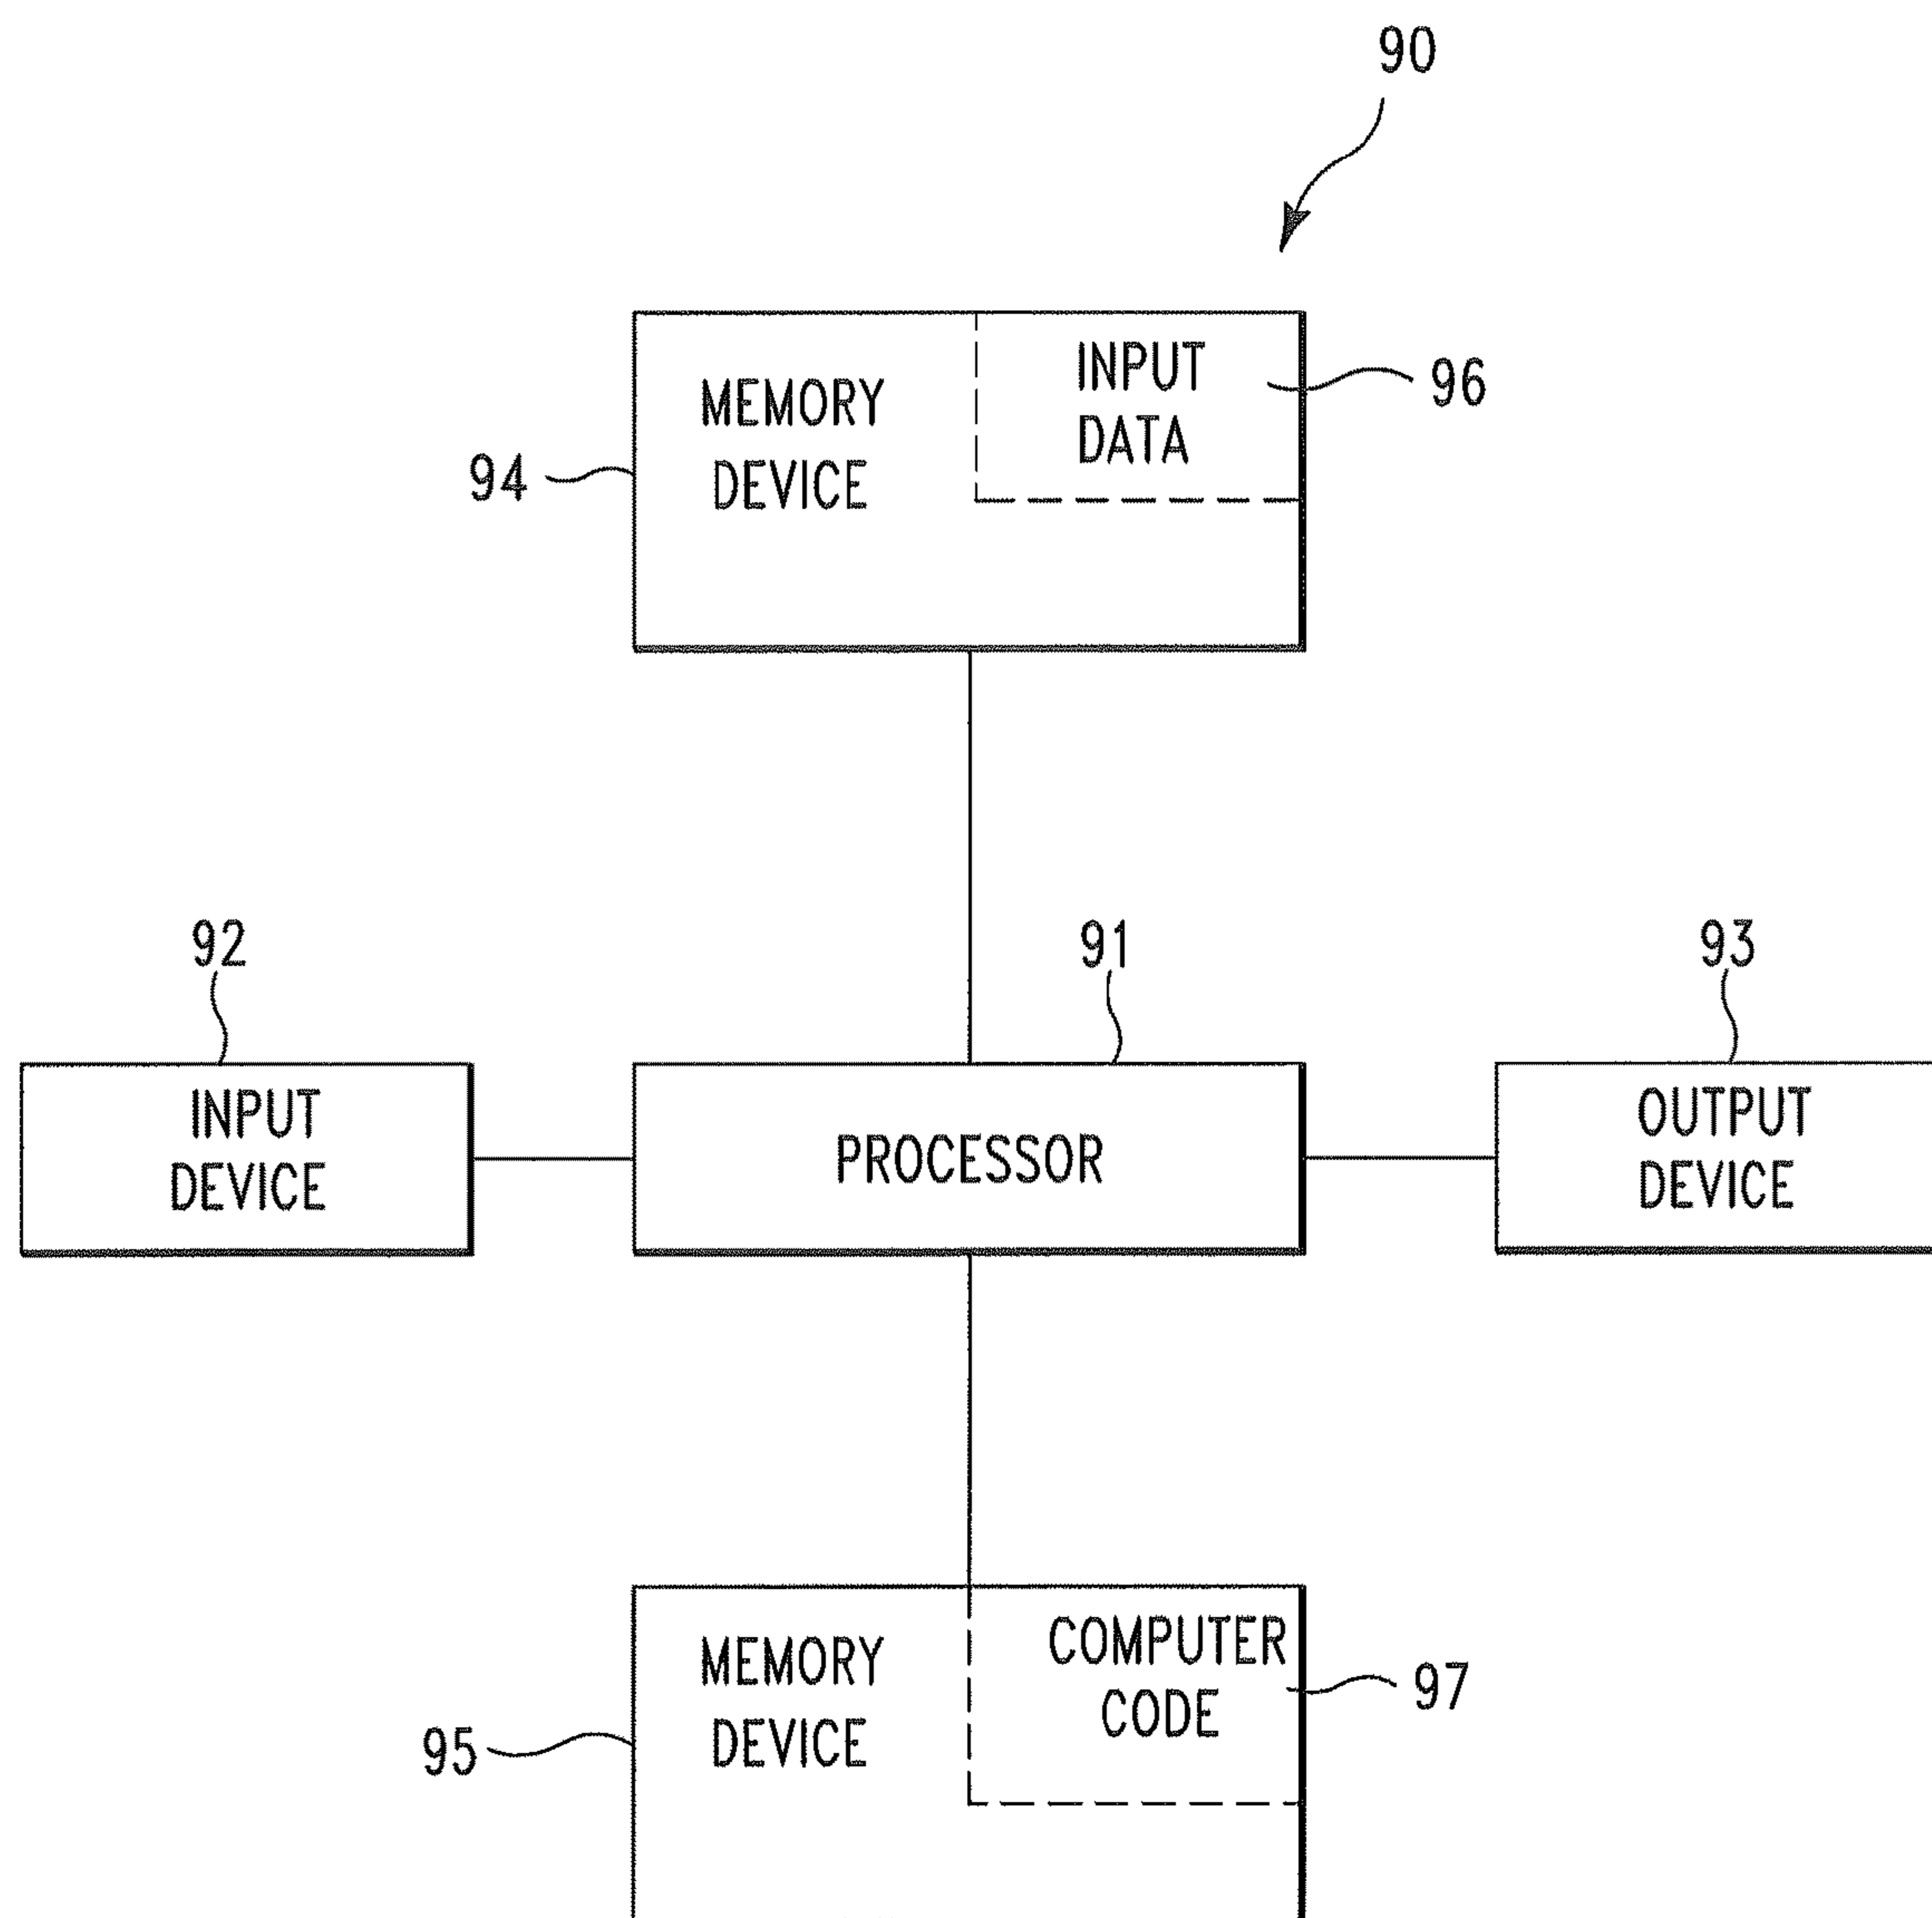 90
MEMORY
DEVICE
INPUT
DATA
96
94
92
91
93
INPUT
DEVICE
PROCESSOR
OUTPUT
DEVICE
MEMORY
DEVICE
COMPUTER
CODE
97
95